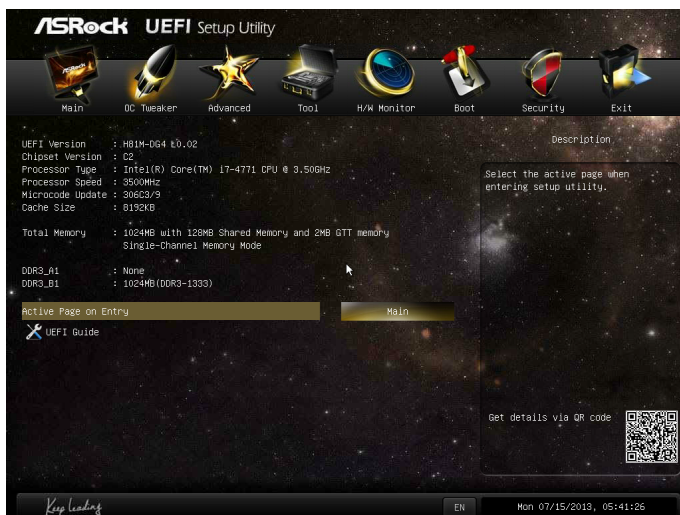 ASRock UEFI Setup Utility
Main OC Tweaker Advanced Tool H/W Monitor Boot Security Exit
UEFI Version : H81M-DG4 L0.02
Chipset Version : C2
Processor Type : Intel(R) Core(TM) i7-4771 CPU @ 3.50GHz
Processor Speed : 3500MHz
Microcode Update : 306C3/9
Cache Size : 8192KB
Total Memory : 1024MB with 128MB Shared Memory and 2MB GTT memory
Single-Channel Memory Mode
DDR3_A1 : None
DDR3_B1 : 1024MB(DDR3-1333)
Active Page on Entry Main
UEFI Guide
Description
Select the active page when
entering setup utility.
Get details via QR code
Keep Leading
EN
Mon 07/15/2013, 05:41:26